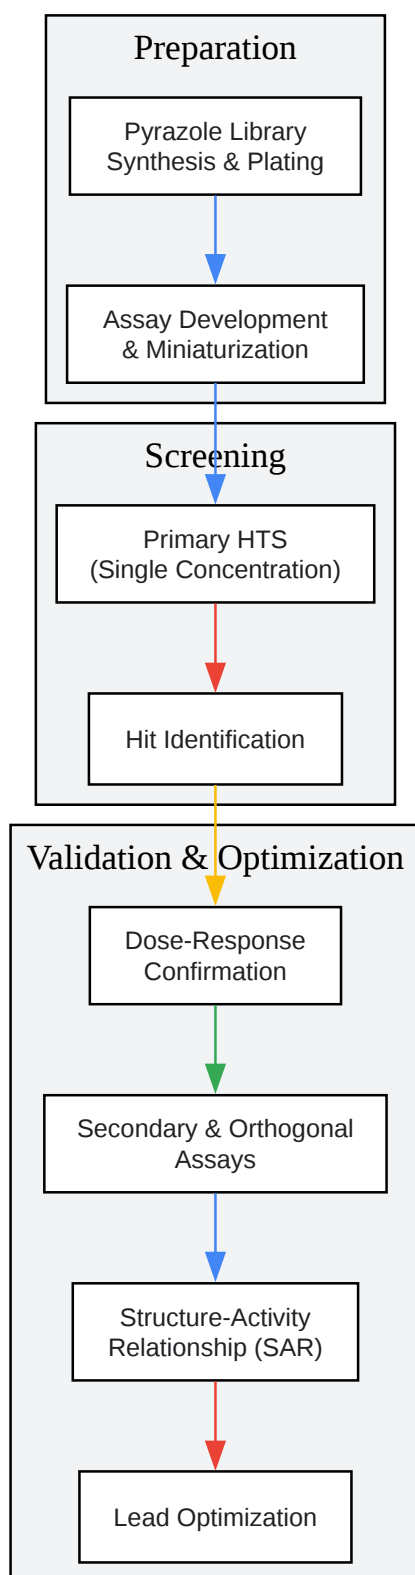 Preparation
Pyrazole Library
Synthesis & Plating
Assay Development
& Miniaturization
Screening
Primary HTS
(Single Concentration)
Hit Identification
Validation & Optimization
Dose-Response
Confirmation
Secondary & Orthogonal
Assays
Structure-Activity
Relationship (SAR)
Lead Optimization